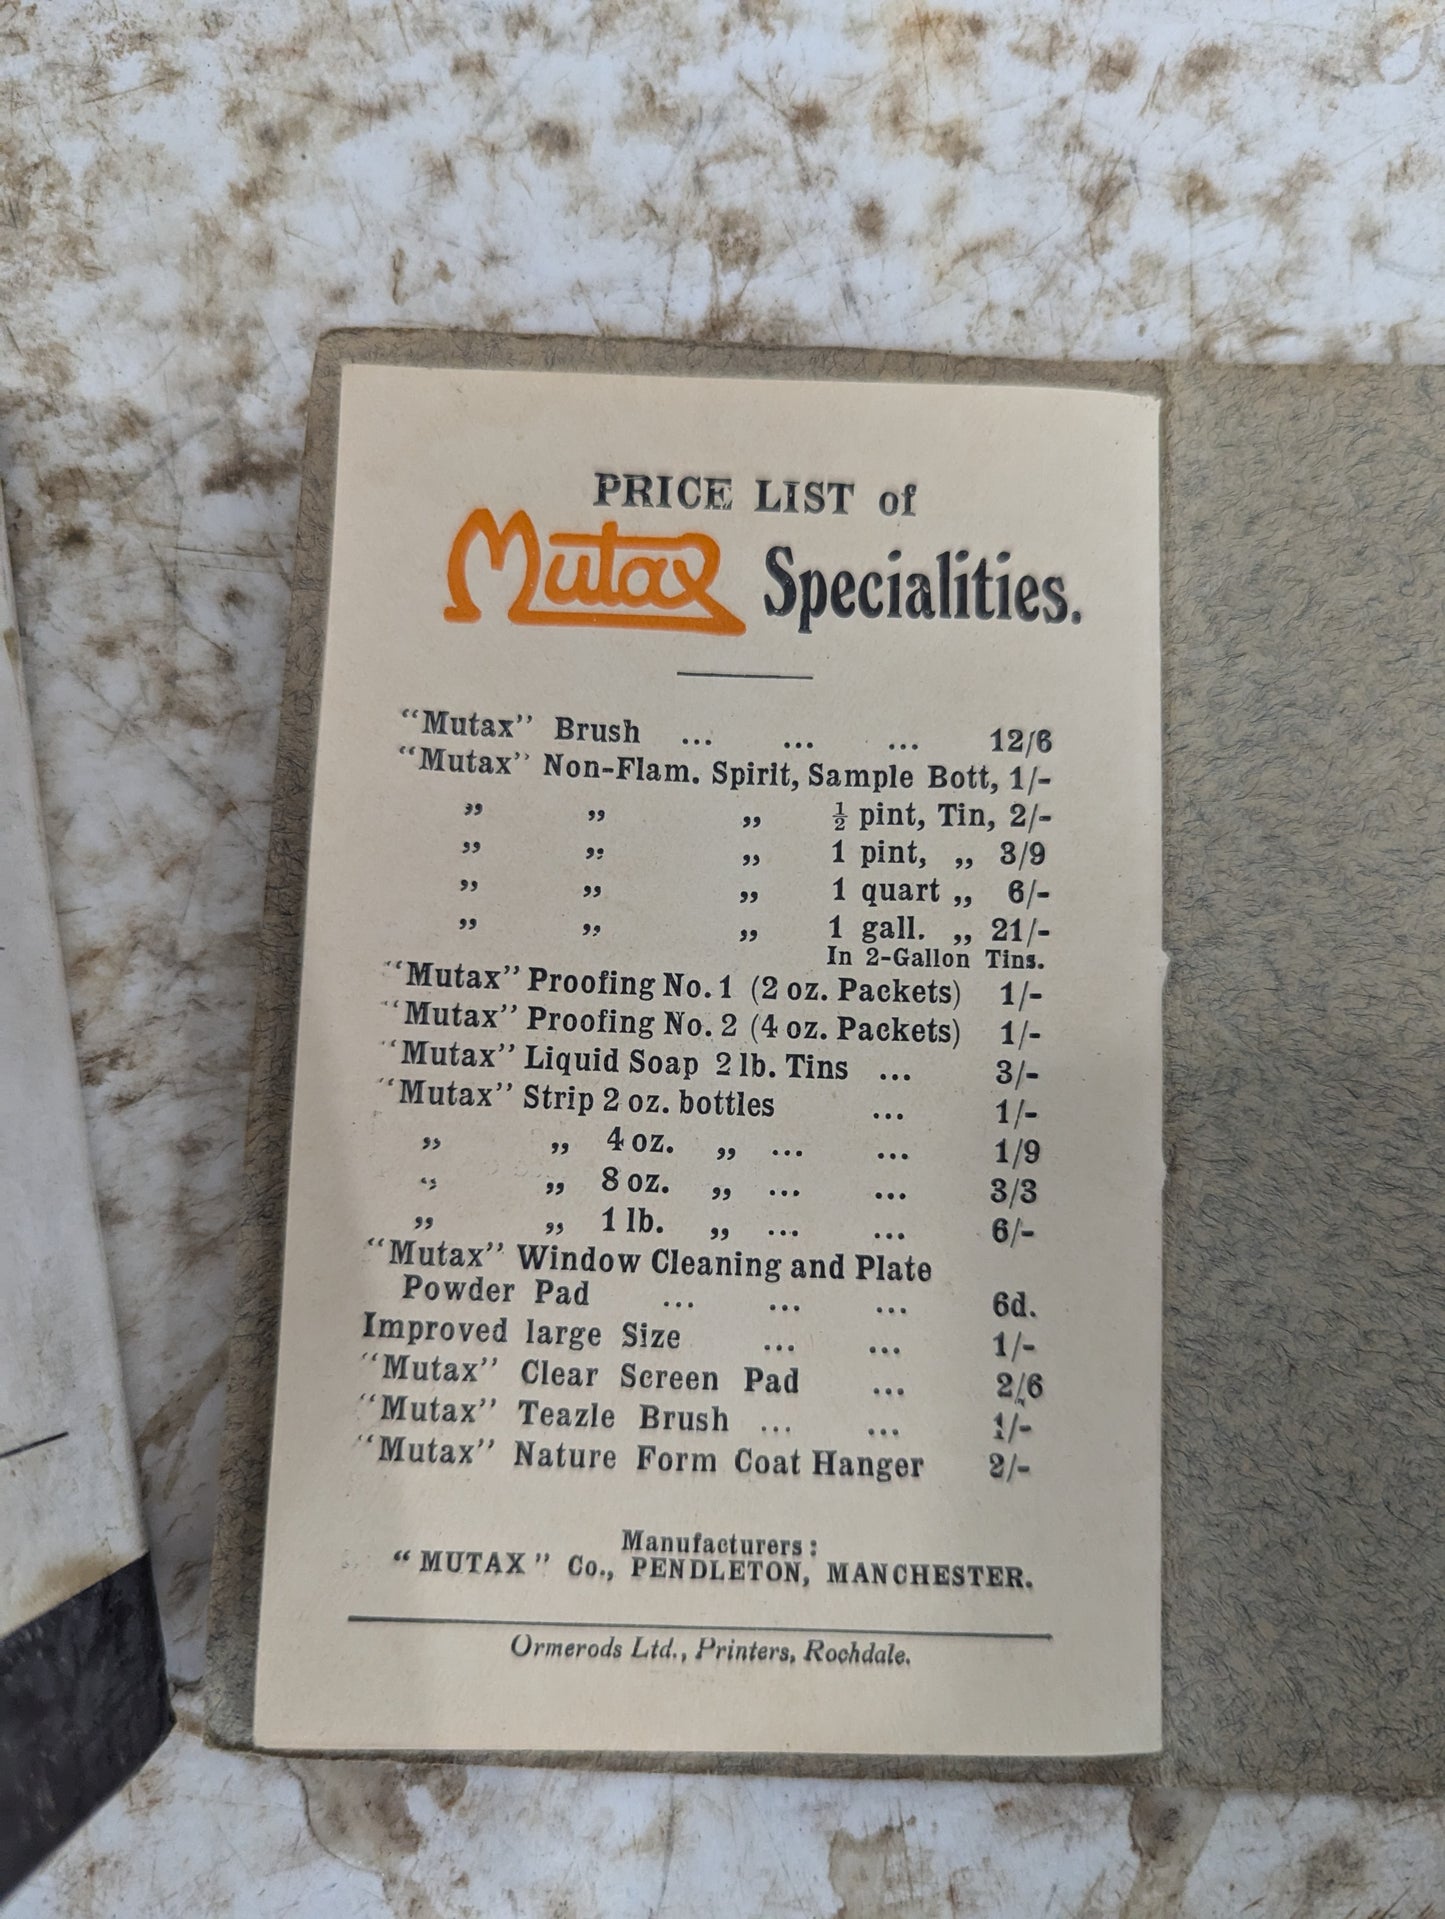 PRICE LIST of
Mutax Specialities.
"Mutax" Brush ... ... ... 12/6
"Mutax" Non-Flam. Spirit, Sample Bott, 1/-
„ „ „ ½ pint, Tin, 2/-
„ „ „ 1 pint, „ 3/9
„ „ „ 1 quart „ 6/-
„ „ „ 1 gall. „ 21/-
In 2-Gallon Tins.
"Mutax" Proofing No. 1 (2 oz. Packets) 1/-
"Mutax" Proofing No. 2 (4 oz. Packets) 1/-
"Mutax" Liquid Soap 2 lb. Tins ... 3/-
"Mutax" Strip 2 oz. bottles ... 1/-
„ „ 4 oz. „ ... ... 1/9
„ „ 8 oz. „ ... ... 3/3
„ „ 1 lb. „ ... ... 6/-
"Mutax" Window Cleaning and Plate
Powder Pad ... ... ... 6d.
Improved large Size ... ... 1/-
"Mutax" Clear Screen Pad ... 2/6
"Mutax" Teazle Brush ... ... 1/-
"Mutax" Nature Form Coat Hanger 2/-
Manufacturers:
"MUTAX" Co., PENDLETON, MANCHESTER.
Ormerods Ltd., Printers, Rochdale.